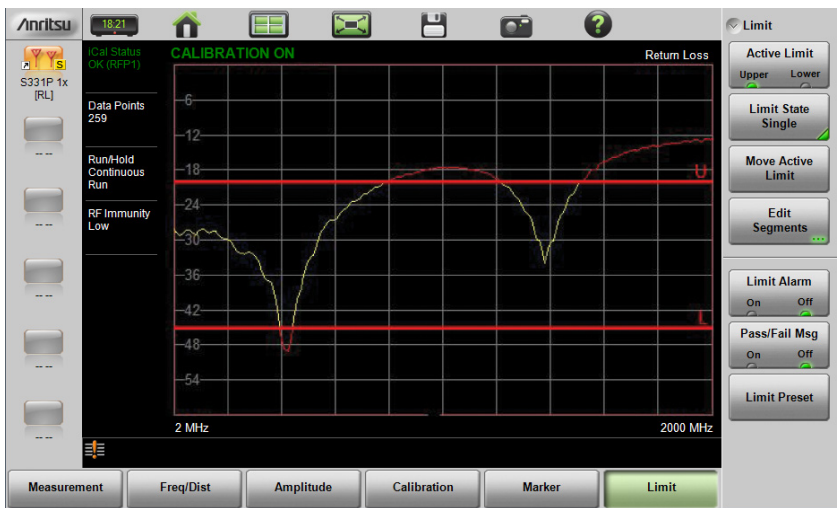 Anritsu
18:21
?
Limit
iCal Status
OK (RFP1)
CALIBRATION ON
Return Loss
S
S331P 1x
[RL]
-- --
-- --
-- --
-- --
-- --
Data Points
259
Run/Hold
Continuous
Run
RF Immunity
Low
-6
-12
-18
-24
-30
-36
-42
-48
-54
U
L
2 MHz
2000 MHz
Active Limit
Upper Lower
Limit State
Single
Move Active
Limit
Edit
Segments
Limit Alarm
On Off
Pass/Fail Msg
On Off
Limit Preset
Measurement
Freq/Dist
Amplitude
Calibration
Marker
Limit